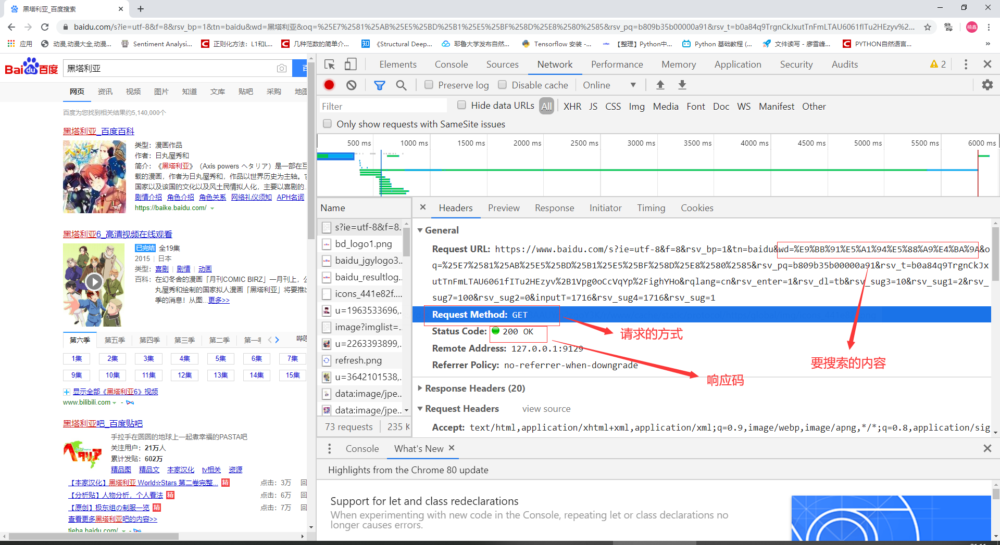 黑塔利亚_百度搜索
baidu.com/s?ie=utf-8&f=8&rsv_bp=1&tn=baidu&wd=黑塔利亚&oq=%25E7%2581%25AB%25E5%25BD%25B1%25E5%25BF%258D%25E8%2580%2585&rsv_pq=b809b35b00000a91&rsv_t=b0a84q9TrgnCkJxutTnFmLTAU6061fITu2HEzyv%2...
Git Zip
应用 动漫,动漫大全,动漫... Sentiment Analysi... 正则化方法：L1和L... 几种范数的简单介... 《Structural Deep... 耶鲁大学发布自然... Tensorflow 安装 -... 【整理】Python中... Python 基础教程 (... 文件读写 - 廖雪峰... PYTHON自然语言...
Bai du 百度 黑塔利亚
网页 资讯 视频 图片 知道 文库 贴吧 采购 地图
百度为您找到相关结果约5,140,000个
黑塔利亚_百度百科
类型：漫画作品
作者：日丸屋秀和
简介：《黑塔利亚》（Axis powers ヘタリア）是一部在互
载的漫画，作者为日丸屋秀和，作品以世界历史为主轴。
国家以及该国的文化以及风土民情拟人化，主要以喜剧的...
剧情介绍 角色介绍 角色关系 网络礼仪须知 APH名词
https://baike.baidu.com/
黑塔利亚6_高清视频在线观看
已完结 全19集
2015 | 日本
类型：喜剧 | 剧情 | 动画
百科：在幻冬舍的漫画「月刊COMIC BIRZ」一月刊上，公
丸屋秀和绘制的国家拟人漫画「黑塔利亚」将要推出
季的消息！从图...更多>>
第六季 第五季 第四季 第三季 第二季 第一季 哔哩
1集 2集 3集 4集 5集 6集 7集
9集 10集 11集 12集 13集 14集 15集
显示全部《黑塔利亚6》视频
www.bilibili.com
黑塔利亚吧_百度贴吧
手拉手在圆圆的地球上一起煮幸福的PASTA吧
关注用户：21万人
累计发贴：602万
精品图 精品文 本家汉化 tv相关 资源
【本家汉化】黑塔利亚 World☆Stars 第二卷完整... 精 点击：3万 回
【分析贴】人物分析，个人看法 精 点击：6万 回
【原创】极东组の制服一览 精 点击：7万 回
查看更多黑塔利亚吧的内容>>
tieba.baidu.com/
Elements Console Sources Network Performance Memory Application Security Audits 2
Preserve log Disable cache Online
Filter Hide data URLs All XHR JS CSS Img Media Font Doc WS Manifest Other
Only show requests with SameSite issues
500 ms 1000 ms 1500 ms 2000 ms 2500 ms 3000 ms 3500 ms 4000 ms 4500 ms 5000 ms 5500 ms 6000 ms
Name
s?ie=utf-8&f=8...
bd_logo1.png
baidu_jgylogo3...
baidu_resultlog...
icons_441e82f....
u=1963533696,...
image?imglist=...
u=2263393899,...
refresh.png
u=3642101538,...
data:image/jpe...
data:image/jpe...
73 requests 235 K
Headers Preview Response Initiator Timing Cookies
General
Request URL: https://www.baidu.com/s?ie=utf-8&f=8&rsv_bp=1&tn=baidu&wd=%E9%BB%91%E5%A1%94%E5%88%A9%E4%BA%9A&o
q=%25E7%2581%25AB%25E5%25BD%25B1%25E5%25BF%258D%25E8%2580%2585&rsv_pq=b809b35b00000a91&rsv_t=b0a84q9TrgnCkJx
utTnFmLTAU6061fITu2HEzyv%2B1Vpg0oCcVqYp%2FighYHo&rqlang=cn&rsv_enter=1&rsv_dl=tb&rsv_sug3=10&rsv_sug1=2&rsv_
sug7=100&rsv_sug2=0&inputT=1716&rsv_sug4=1716&rsv_sug=1
Request Method: GET
Status Code: 200 OK
请求的方式
Remote Address: 127.0.0.1:9129
Referrer Policy: no-referrer-when-downgrade
要搜索的内容
响应码
Response Headers (20)
Request Headers view source
Accept: text/html,application/xhtml+xml,application/xml;q=0.9,image/webp,image/apng,*/*;q=0.8,application/sig
Console What's New
Highlights from the Chrome 80 update
Support for let and class redeclarations
When experimenting with new code in the Console, repeating let or class declarations no
longer causes errors.